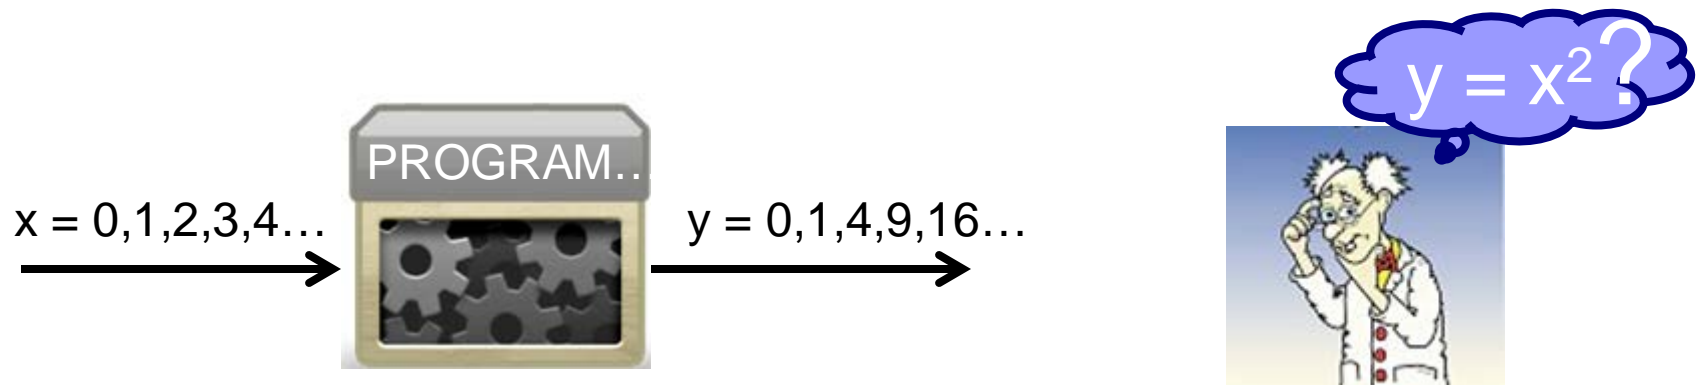 y = x²?
PROGRAM...
x = 0,1,2,3,4…
y = 0,1,4,9,16…